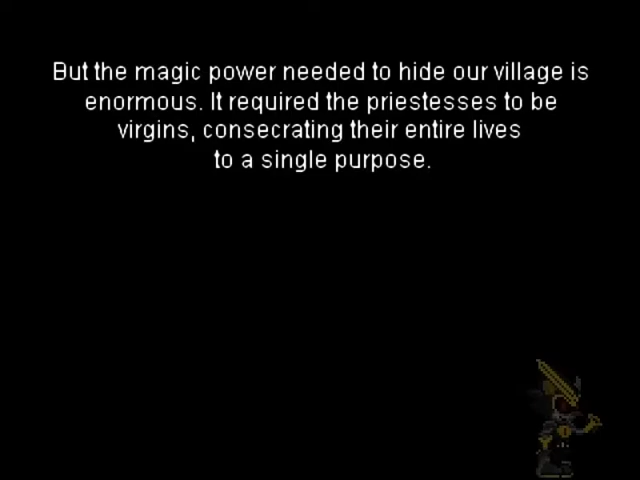 But the magic power needed to hide our village is
enormous. It required the priestesses to be
virgins, consecrating their entire lives
to a single purpose.